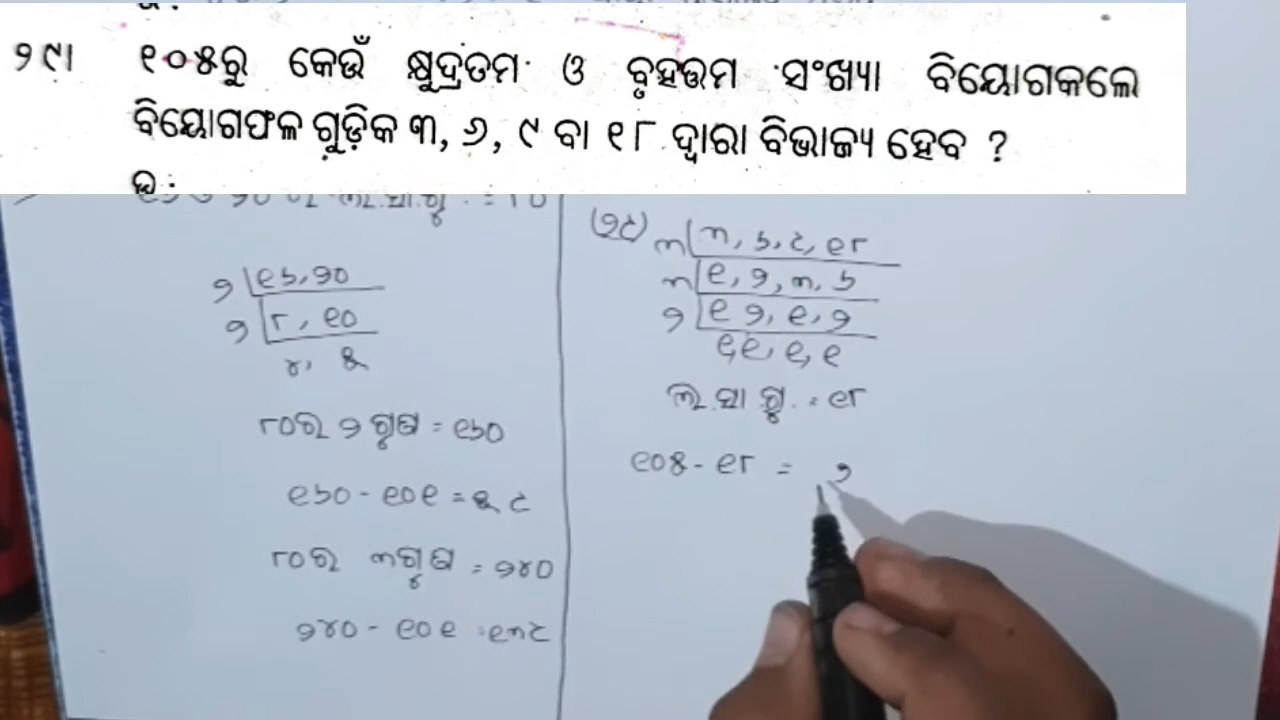 ୨୯। ୧୦୫ରୁ କେଉଁ କ୍ଷୁଦ୍ରତମ ଓ ବୃହତ୍ତମ ସଂଖ୍ୟା ବିୟୋଗକଲେ
ବିୟୋଗଫଳ ଗୁଡ଼ିକ ୩, ୬, ୯ ବା ୧୮ ଦ୍ୱାରା ବିଭାଜ୍ୟ ହେବ ?
ଉ:
୨ ୧୬, ୨୦
୨ ୮, ୧୦
୪, ୫
୮୦ର ୨ ଗୁଣ = ୧୬୦
୧୬୦ - ୧୦୧ = ୫୯
୮୦ର ୩ଗୁଣ = ୨୪୦
୨୪୦ - ୧୦୧ = ୧୩୯
(୨୯) ୩ ୩, ୬, ୯, ୧୮
୩ ୧, ୨, ୩, ୬
୨ ୧ ୨, ୧, ୨
୧, ୧, ୧, ୧
ଲ.ସା.ଗୁ. = ୧୮
୧୦୫ - ୧୮ =